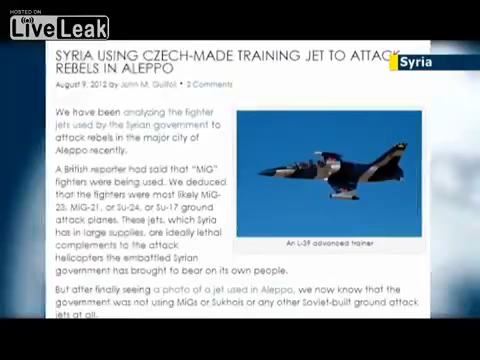 HOSTED ON
LiveLeak
SYRIA USING CZECH-MADE TRAINING JET TO ATTACK
REBELS IN ALEPPO
Syria
August 9, 2012 by John M. Guilfoil • 2 Comments
We have been analyzing the fighter
jets used by the Syrian government to
attack rebels in the major city of
Aleppo recently.
A British reporter had said that "MiG"
fighters were being used. We deduced
that the fighters were most likely MiG-
23, MiG-21, or Su-24, or Su-17 ground
attack planes. These jets, which Syria
has in large supplies, are ideally lethal
complements to the attack
helicopters the embattled Syrian
government has brought to bear on its own people.
An L-39 advanced trainer
But after finally seeing a photo of a jet used in Aleppo, we now know that the
government was not using MiGs or Sukhois or any other Soviet-built ground attack
jets at all.